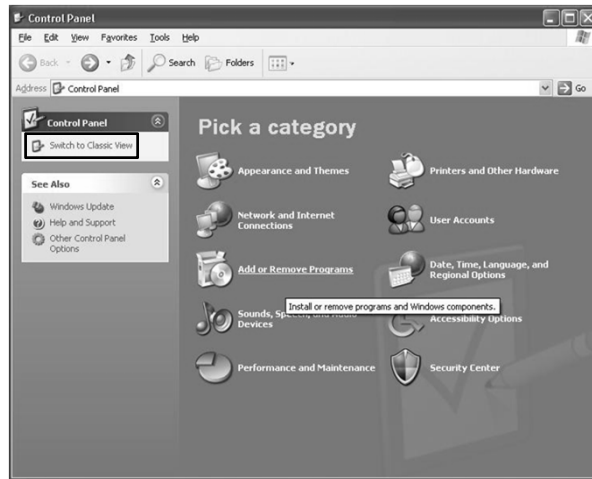 Control Panel
File Edit View Favorites Tools Help
Back Search Folders
Address Control Panel Go
Control Panel
Switch to Classic View
See Also
Windows Update
Help and Support
Other Control Panel
Options
Pick a category
Appearance and Themes
Printers and Other Hardware
Network and Internet
Connections
User Accounts
Add or Remove Programs
Date, Time, Language, and
Regional Options
Install or remove programs and Windows components.
Sounds,
Devices
Accessibility Options
Performance and Maintenance
Security Center